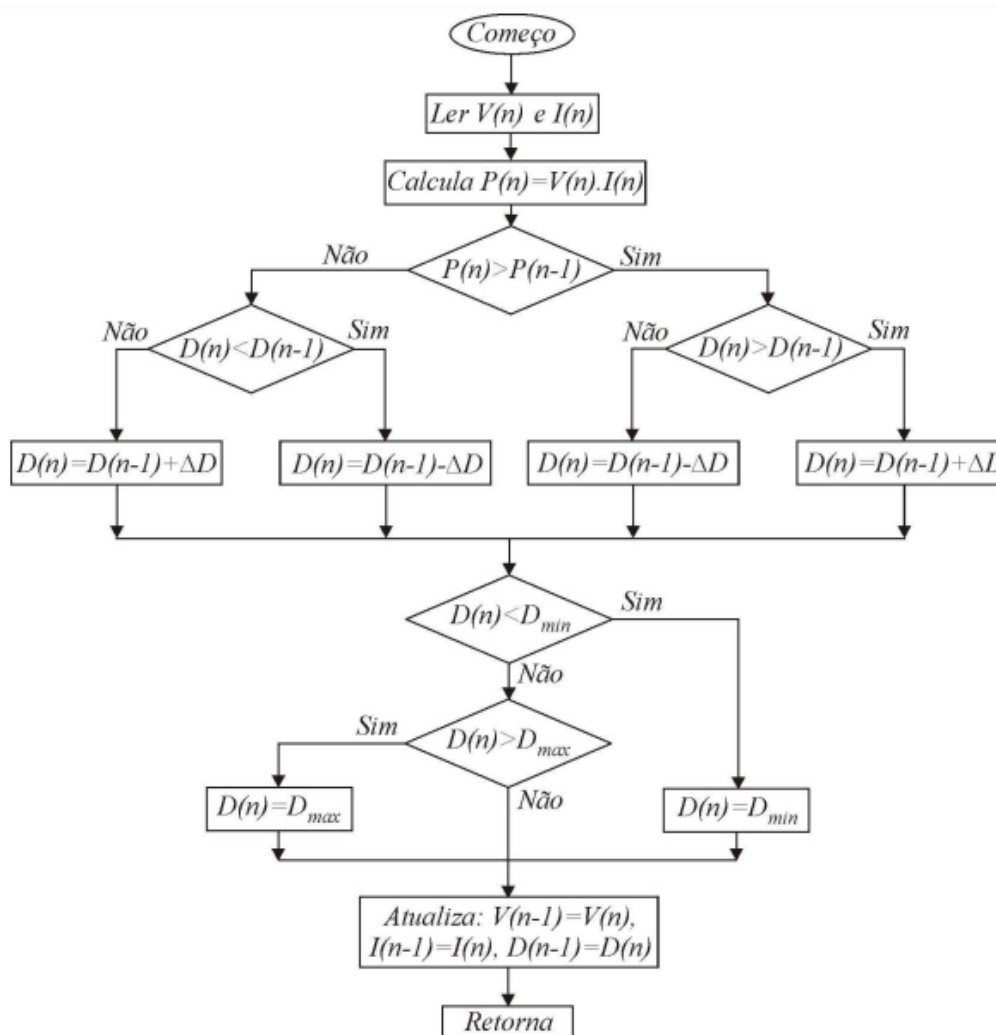 Começo
Ler V(n) e I(n)
Calcula P(n)=V(n).I(n)
Não
P(n)>P(n-1)
Sim
Não
D(n)<D(n-1)
Sim
Não
D(n)>D(n-1)
Sim
D(n)=D(n-1)+ΔD
D(n)=D(n-1)-ΔD
D(n)=D(n-1)-ΔD
D(n)=D(n-1)+ΔD
D(n)<Dmin
Sim
Não
Sim
D(n)>Dmax
Não
D(n)=Dmax
D(n)=Dmin
Atualiza: V(n-1)=V(n),
I(n-1)=I(n), D(n-1)=D(n)
Retorna